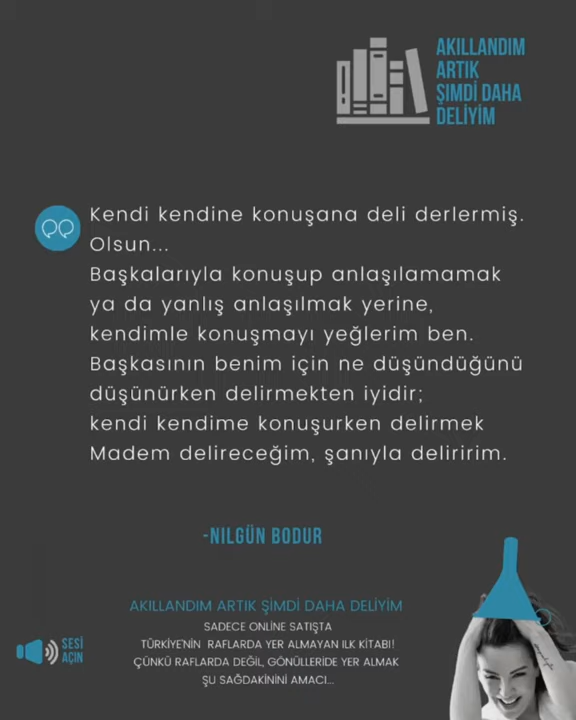 AKILLANDIM
ARTIK
ŞIMDİ DAHA
DELİYİM
Kendi kendine konuşana deli derlermiş.
Olsun...
Başkalarıyla konuşup anlaşılamamak
ya da yanlış anlaşılmak yerine,
kendimle konuşmayı yeğlerim ben.
Başkasının benim için ne düşündüğünü
düşünürken delirmekten iyidir;
kendi kendime konuşurken delirmek
Madem delireceğim, şanıyla deliririm.
-NILGÜN BODUR
AKILLANDIM ARTIK ŞİMDİ DAHA DELİYİM
SADECE ONLİNE SATIŞTA
TÜRKİYE'NİN RAFLARDA YER ALMAYAN ILK KİTABI!
ÇÜNKÜ RAFLARDA DEĞİL, GÖNÜLLERİDE YER ALMAK
ŞU SAĞDAKİNİNİ AMACI...
SESİ
AÇIN